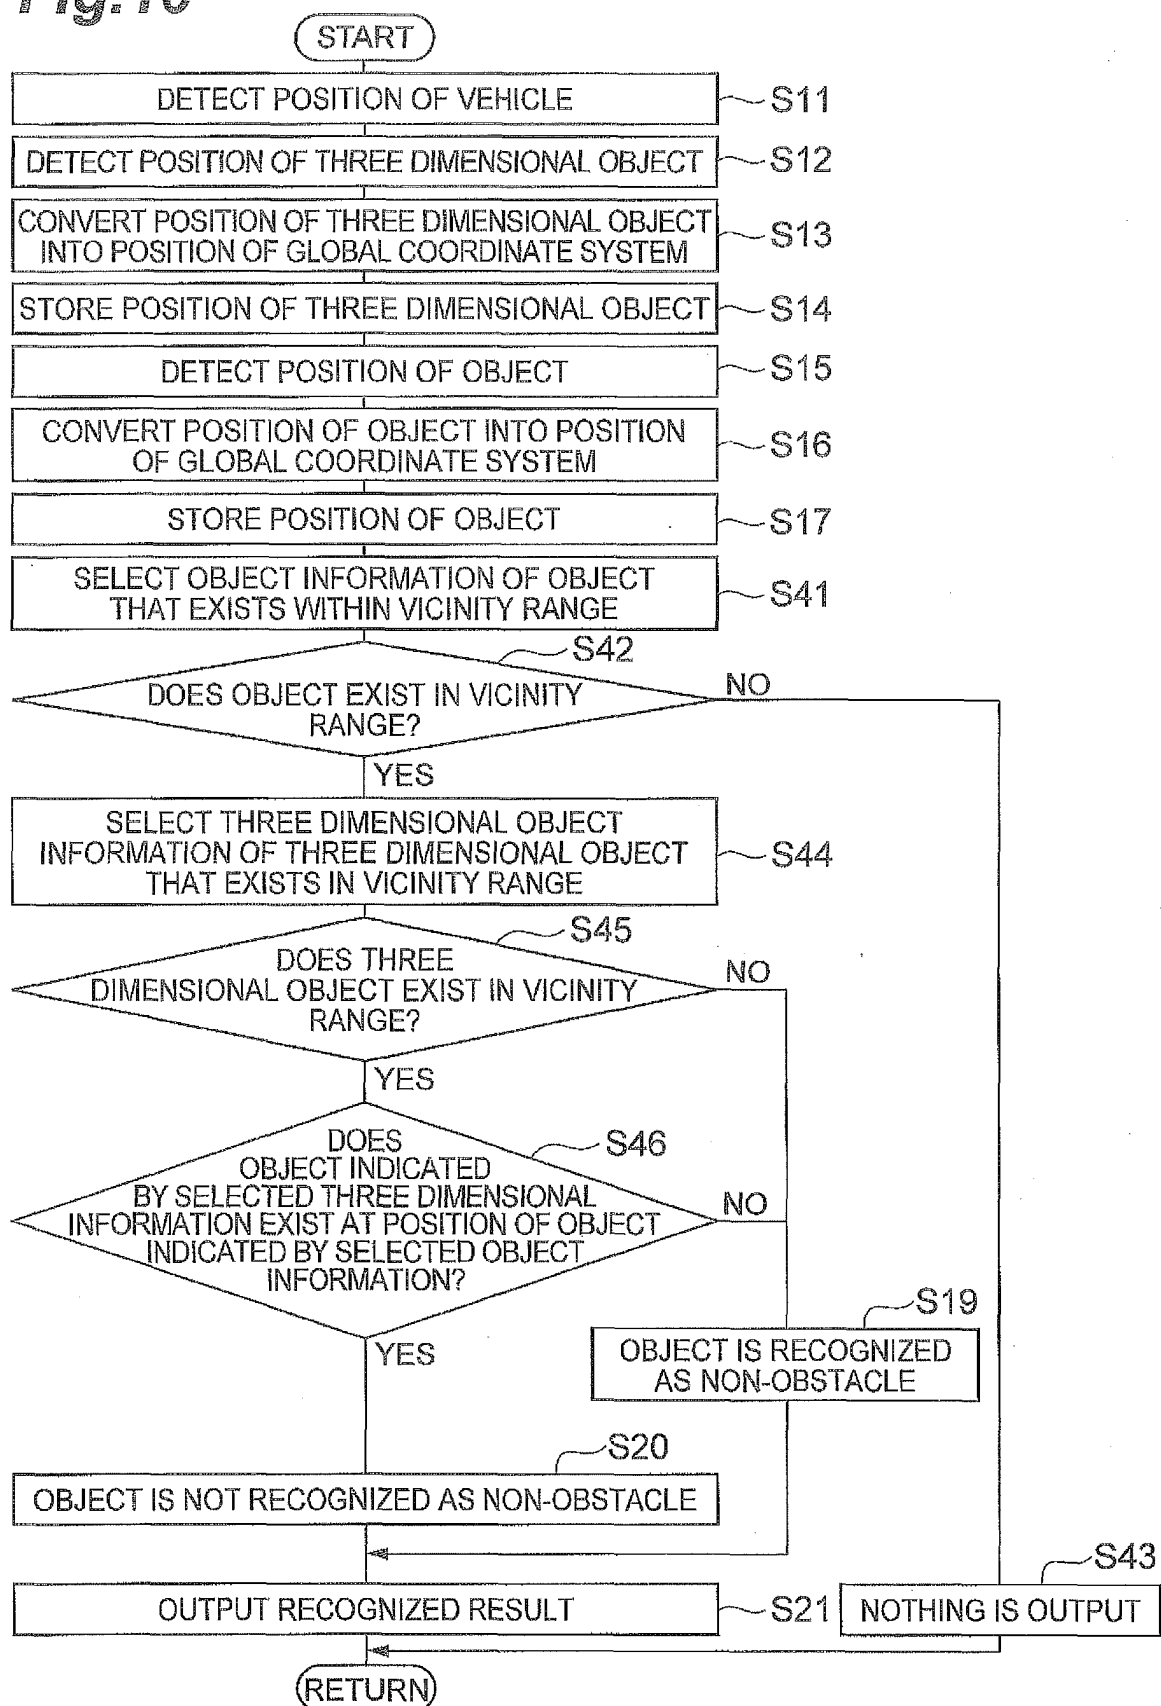 START
DETECT POSITION OF VEHICLE
S11
DETECT POSITION OF THREE DIMENSIONAL OBJECT
S12
CONVERT POSITION OF THREE DIMENSIONAL OBJECT
INTO POSITION OF GLOBAL COORDINATE SYSTEM
S13
STORE POSITION OF THREE DIMENSIONAL OBJECT
S14
DETECT POSITION OF OBJECT
S15
CONVERT POSITION OF OBJECT INTO POSITION
OF GLOBAL COORDINATE SYSTEM
S16
STORE POSITION OF OBJECT
S17
SELECT OBJECT INFORMATION OF OBJECT
THAT EXISTS WITHIN VICINITY RANGE
S41
S42
DOES OBJECT EXIST IN VICINITY
RANGE?
NO
YES
SELECT THREE DIMENSIONAL OBJECT
INFORMATION OF THREE DIMENSIONAL OBJECT
THAT EXISTS IN VICINITY RANGE
S44
S45
DOES THREE
DIMENSIONAL OBJECT EXIST IN VICINITY
RANGE?
NO
YES
S46
DOES
OBJECT INDICATED
BY SELECTED THREE DIMENSIONAL
INFORMATION EXIST AT POSITION OF OBJECT
INDICATED BY SELECTED OBJECT
INFORMATION?
NO
YES
S19
OBJECT IS RECOGNIZED
AS NON-OBSTACLE
S20
OBJECT IS NOT RECOGNIZED AS NON-OBSTACLE
OUTPUT RECOGNIZED RESULT
S21
S43
NOTHING IS OUTPUT
RETURN